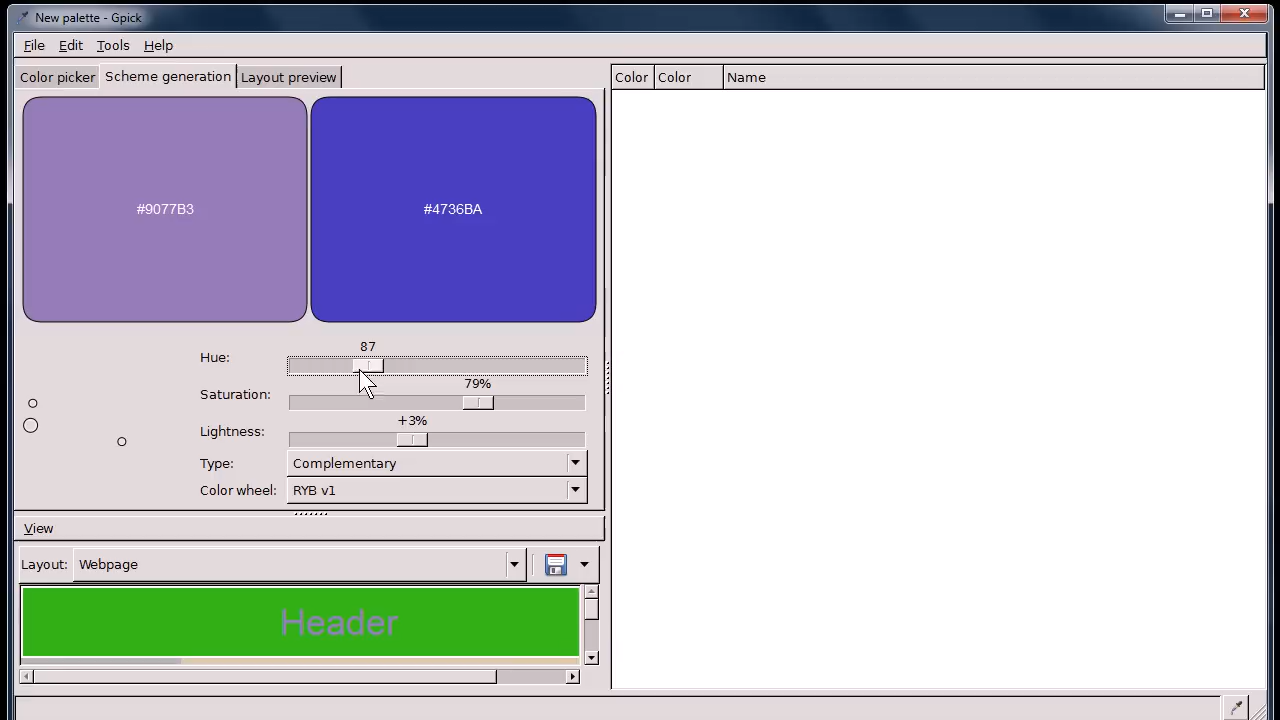 New palette - Gpick
File Edit Tools Help
Color picker Scheme generation Layout preview
Color Color Name
#9077B3 #4736BA
87
Hue:
79%
Saturation:
+3%
Lightness:
Type: Complementary
Color wheel: RYB v1
View
Layout: Webpage
Header